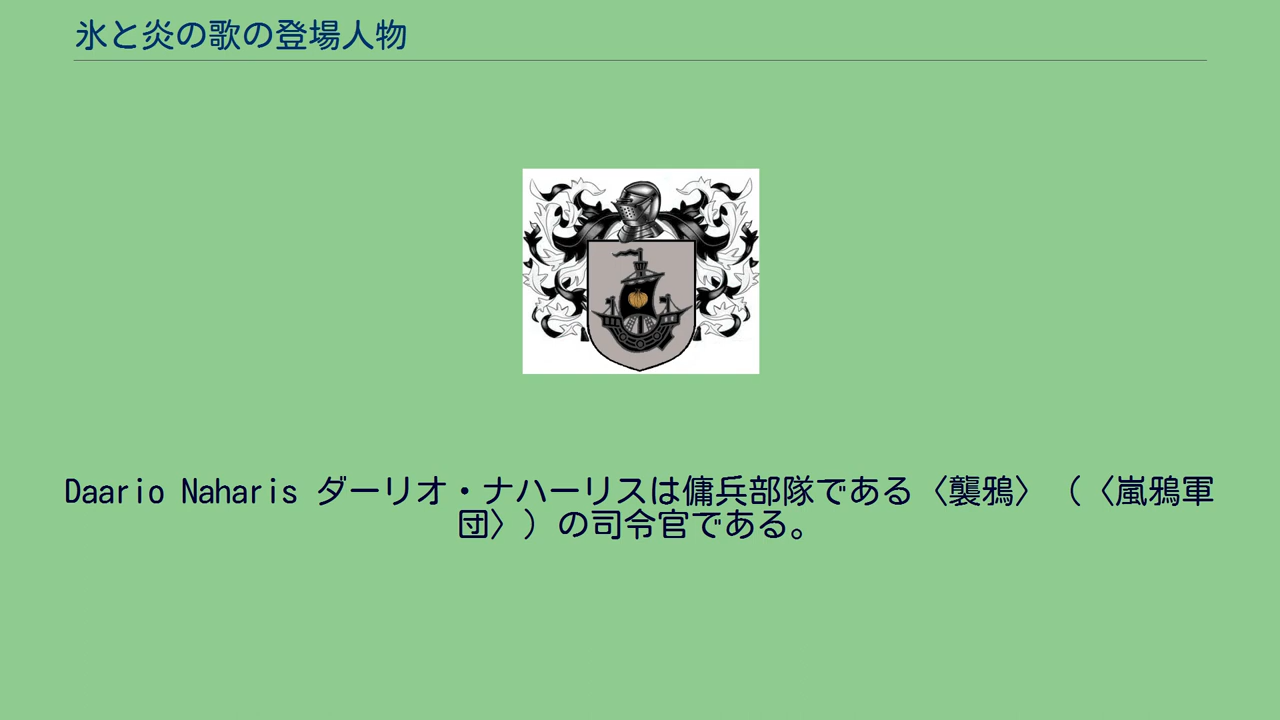 氷と炎の歌の登場人物
Daario Naharis ダーリオ・ナハーリスは傭兵部隊である〈襲鴉〉（〈嵐鴉軍
団〉）の司令官である。